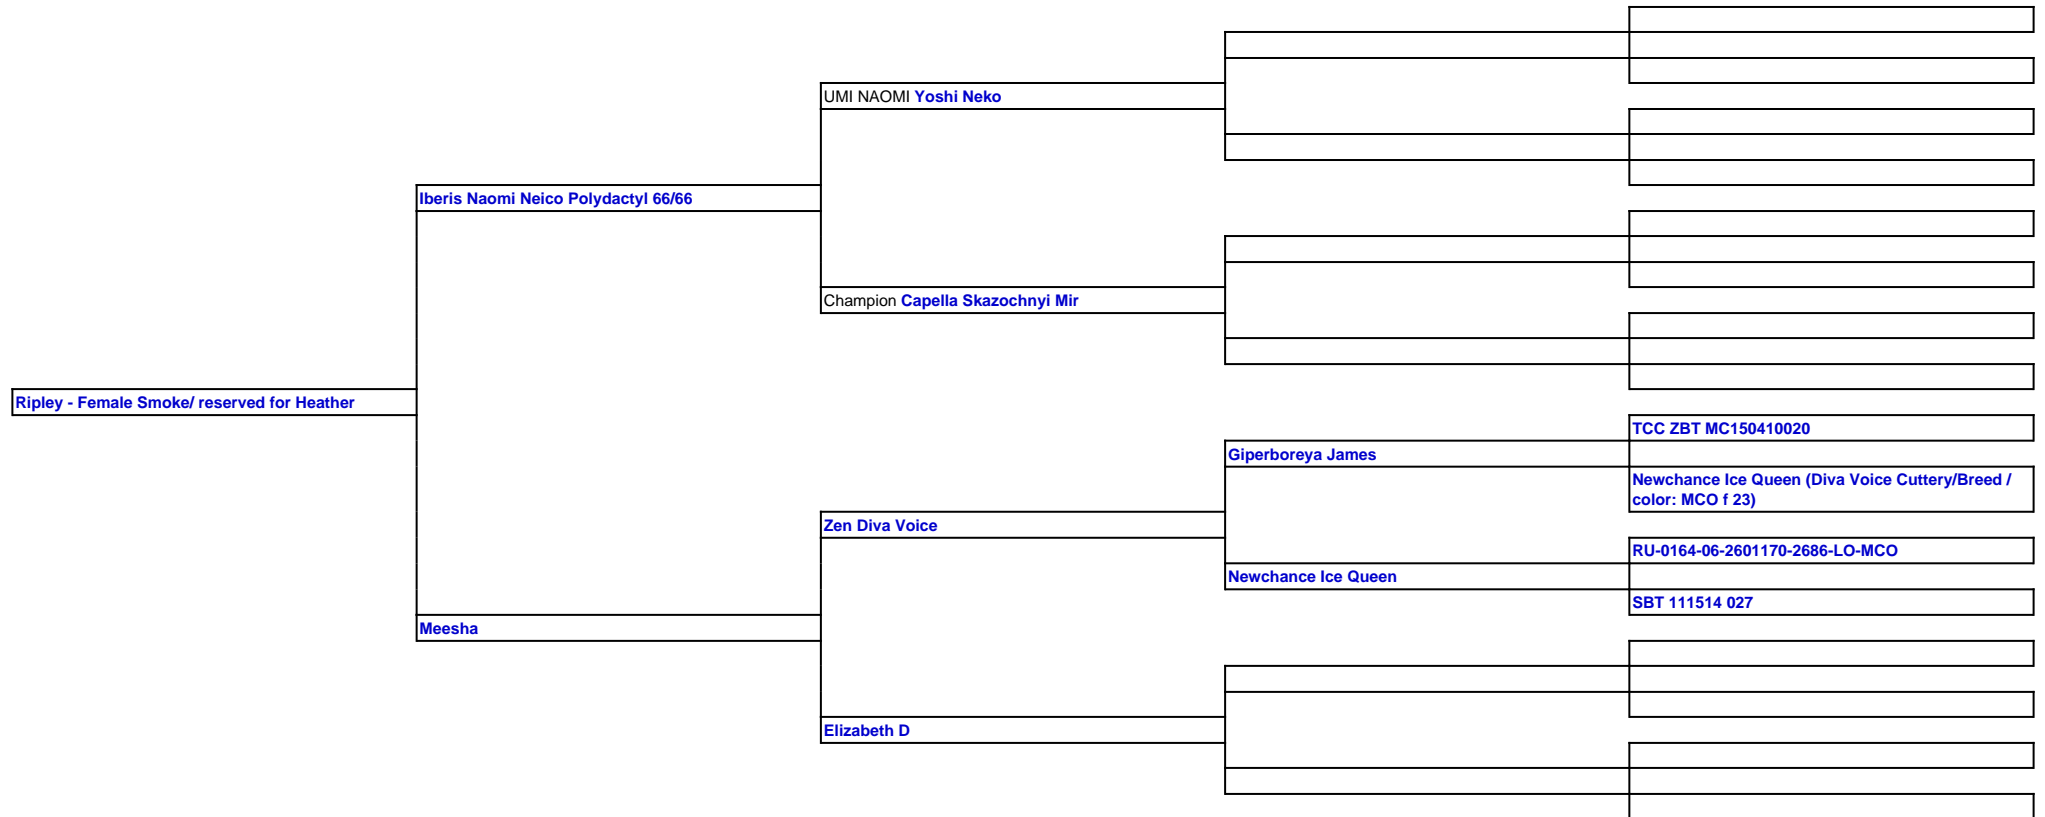 UMI NAOMI Yoshi Neko
Iberis Naomi Neico Polydactyl 66/66
Champion Capella Skazochnyi Mir
Ripley - Female Smoke/ reserved for Heather
TCC ZBT MC150410020
Giperboreya James
Newchance Ice Queen (Diva Voice Cuttery/Breed /
color: MCO f 23)
Zen Diva Voice
RU-0164-06-2601170-2686-LO-MCO
Newchance Ice Queen
SBT 111514 027
Meesha
Elizabeth D